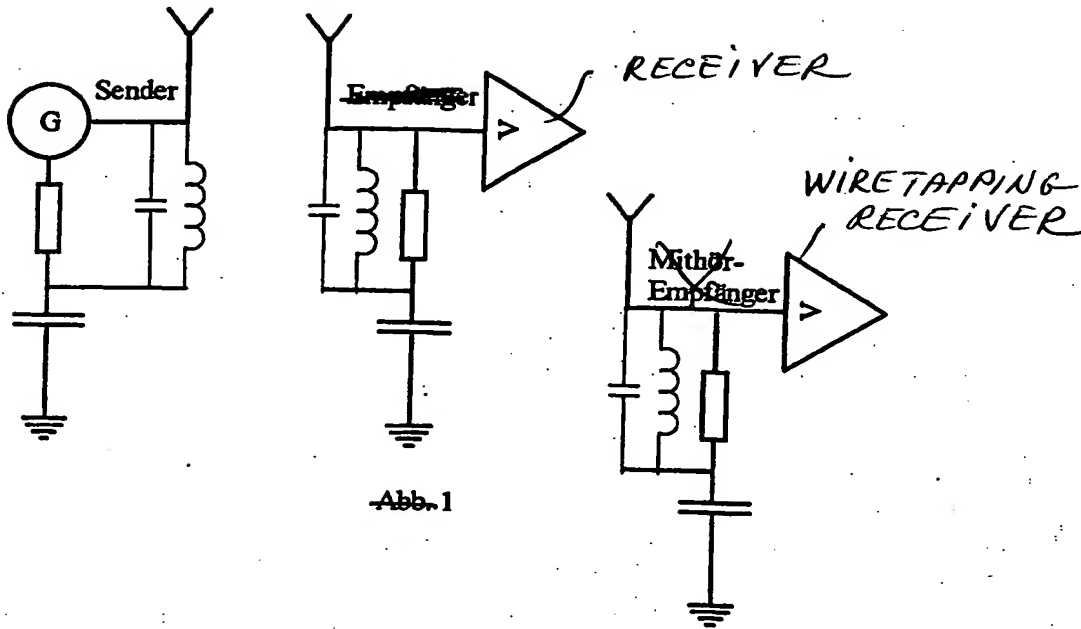 Sender
G
Empfänger
V
RECEIVER
WIRETAPPING
RECEIVER
Mithör-
Empfänger
V
Abb. 1